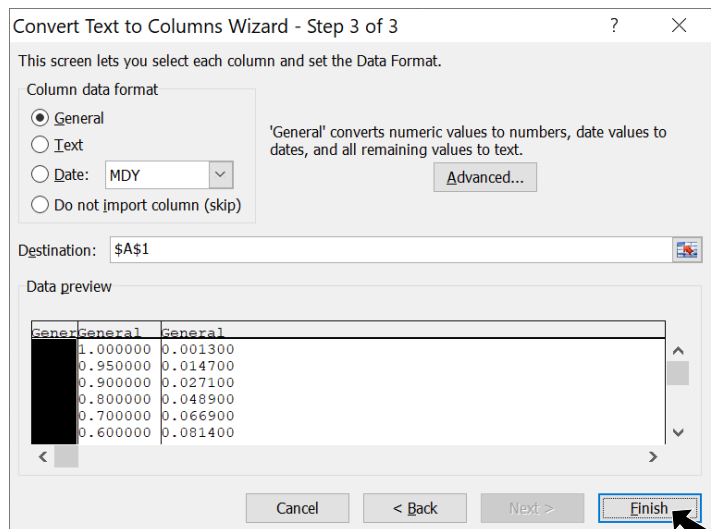 Convert Text to Columns Wizard - Step 3 of 3 ? ×
This screen lets you select each column and set the Data Format.
Column data format
General
Text
Date: MDY
Do not import column (skip)
'General' converts numeric values to numbers, date values to
dates, and all remaining values to text.
Advanced...
Destination: $A$1
Data preview
GenerGeneral General
1.000000 0.001300
0.950000 0.014700
0.900000 0.027100
0.800000 0.048900
0.700000 0.066900
0.600000 0.081400
Cancel < Back Next > Finish